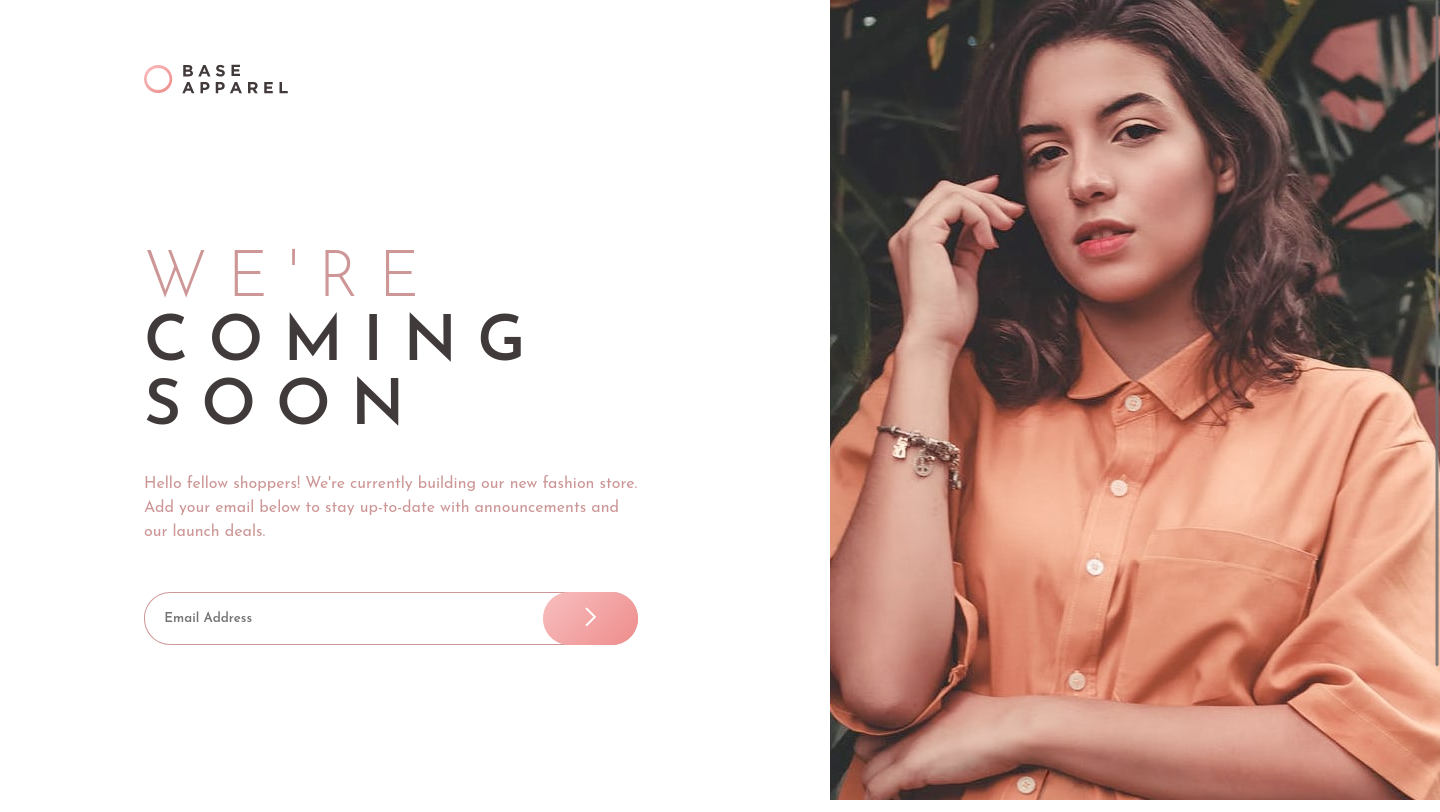 BASE
APPAREL
WE'RE
COMING
SOON
Hello fellow shoppers! We're currently building our new fashion store.
Add your email below to stay up-to-date with announcements and
our launch deals.
Email Address